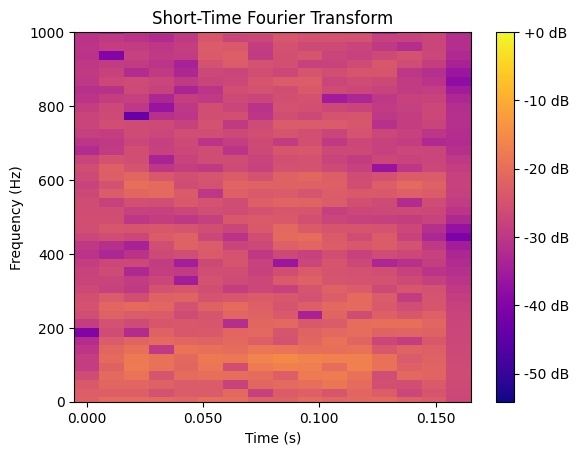 Short-Time Fourier Transform
1000
800
600
400
200
0
Frequency (Hz)
0.000
0.050
0.100
0.150
Time (s)
+0 dB
-10 dB
-20 dB
-30 dB
-40 dB
-50 dB